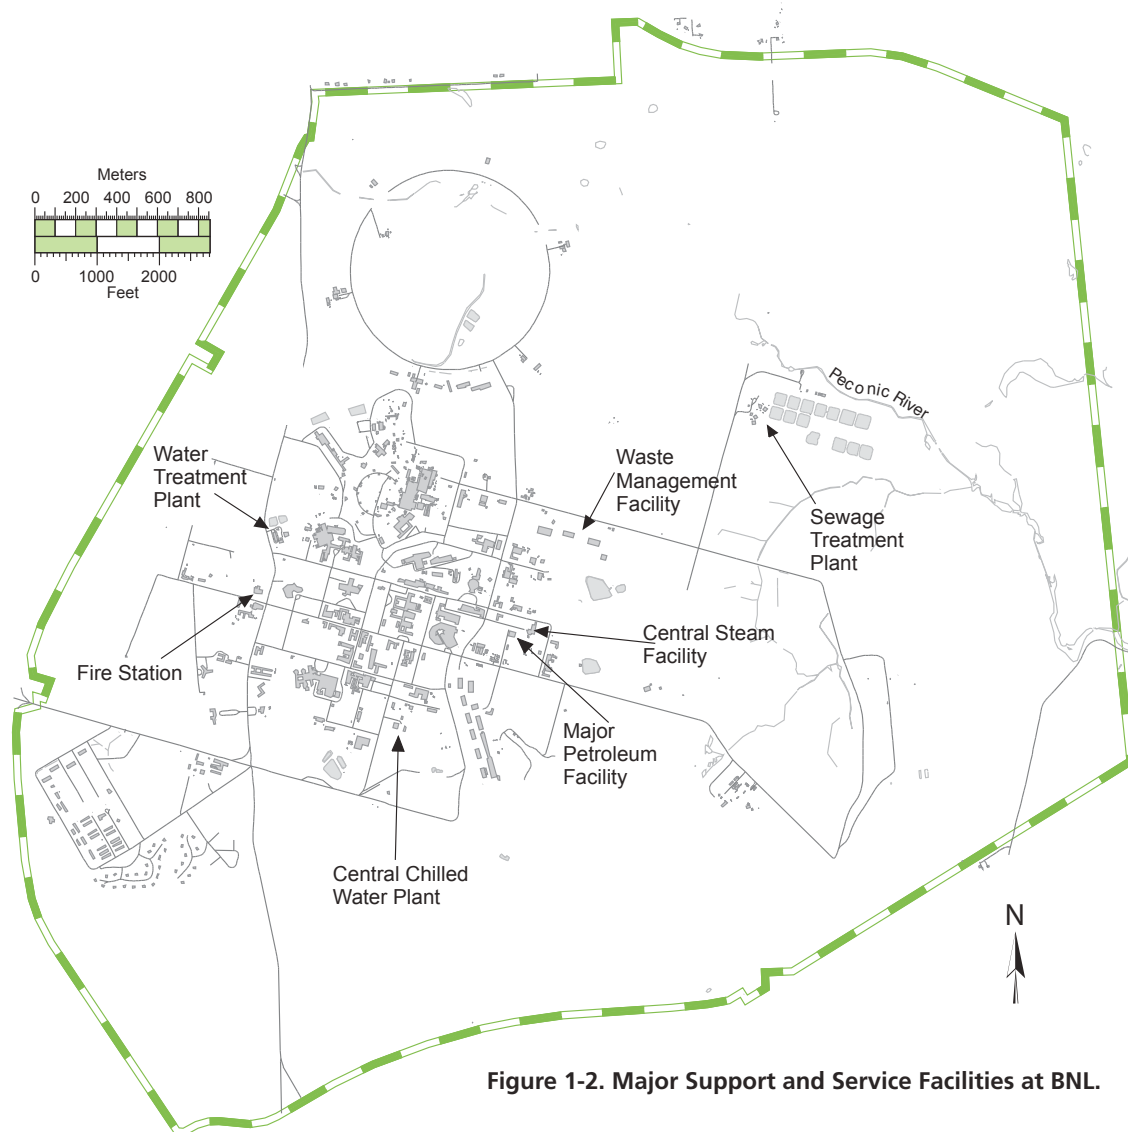 Meters
0 200 400 600 800
0 1000 2000
Feet
Peconic River
Water
Treatment
Plant
Waste
Management
Facility
Sewage
Treatment
Plant
Central Steam
Facility
Fire Station
Major
Petroleum
Facility
Central Chilled
Water Plant
N
Figure 1-2. Major Support and Service Facilities at BNL.